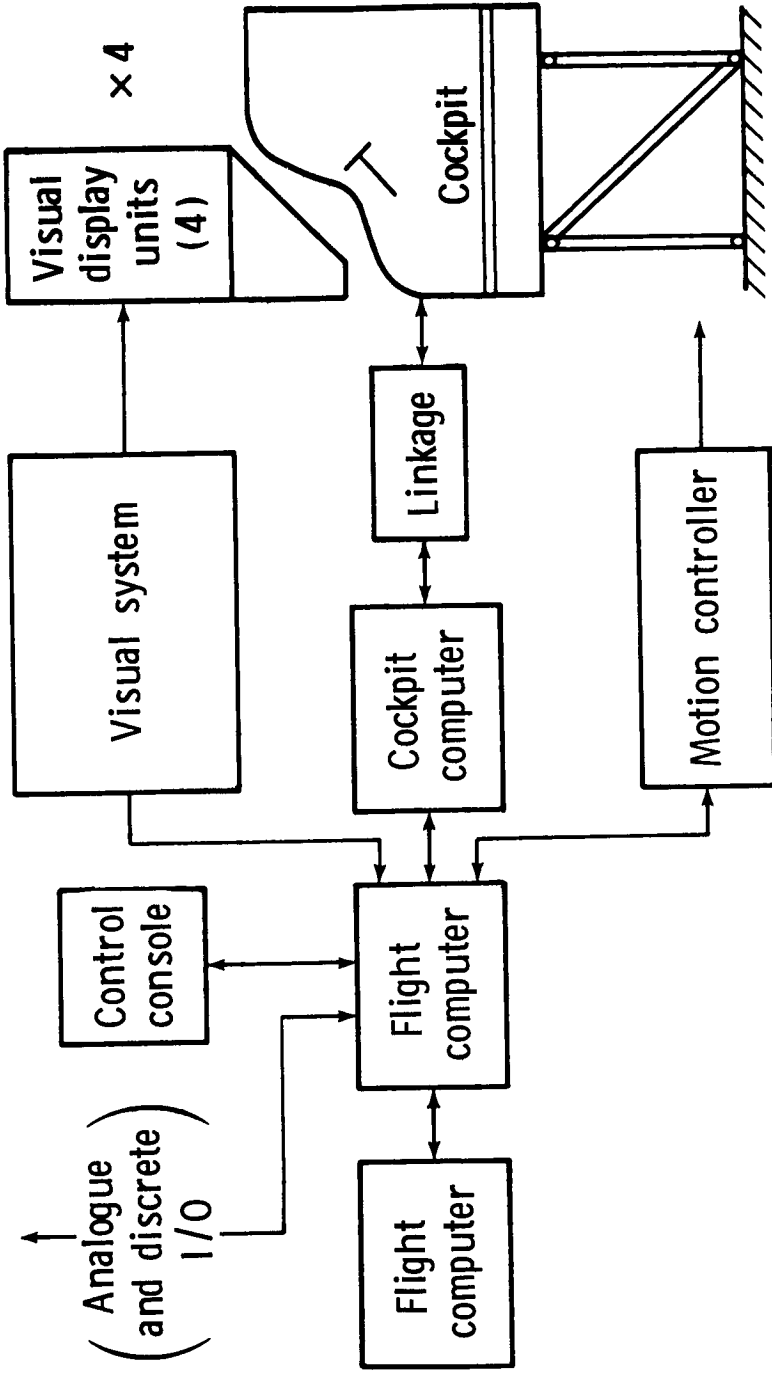 (Analogue
and discrete
I/O)
Control
console
Visual system
Visual
display
units
(4)
×4
Flight
computer
Flight
computer
Cockpit
computer
Linkage
Cockpit
Motion controller